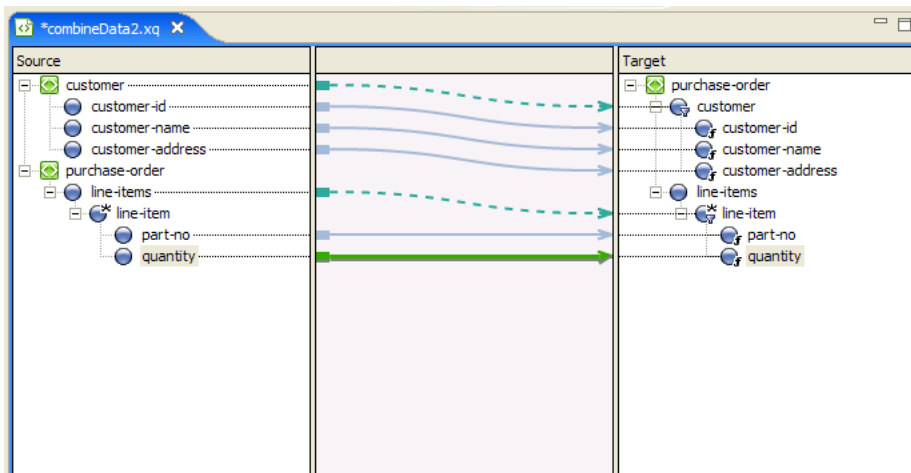 *combineData2.xq
Source
Target
customer
customer-id
customer-name
customer-address
purchase-order
line-items
line-item
part-no
quantity
purchase-order
customer
customer-id
customer-name
customer-address
line-items
line-item
part-no
quantity